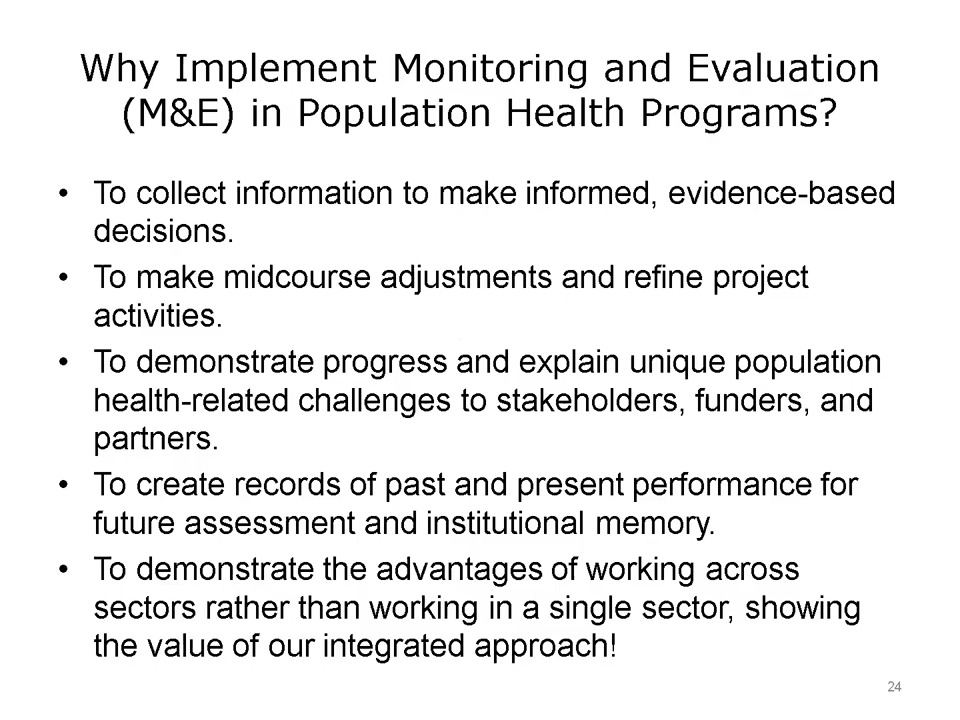 Why Implement Monitoring and Evaluation
(M&E) in Population Health Programs?
• To collect information to make informed, evidence-based
decisions.
• To make midcourse adjustments and refine project
activities.
• To demonstrate progress and explain unique population
health-related challenges to stakeholders, funders, and
partners.
• To create records of past and present performance for
future assessment and institutional memory.
• To demonstrate the advantages of working across
sectors rather than working in a single sector, showing
the value of our integrated approach!
24